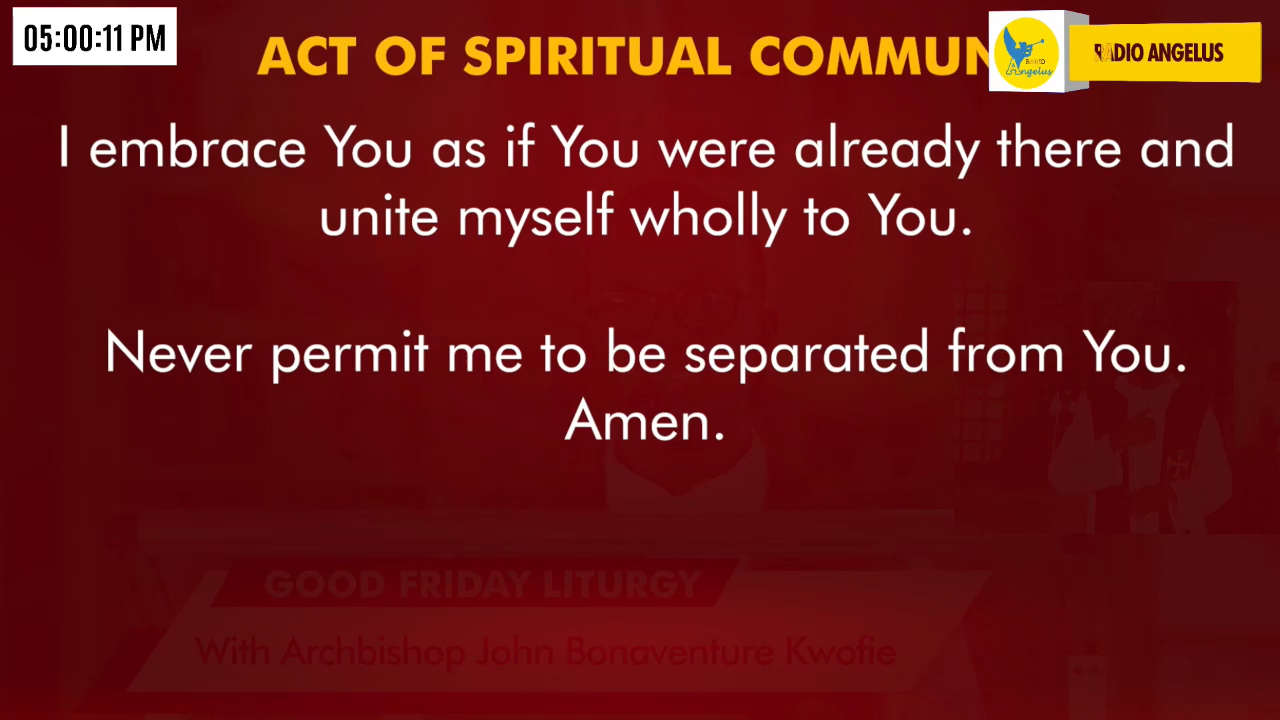 05:00:11 PM
ACT OF SPIRITUAL COMMUN
RADIO
Angelus
RADIO ANGELUS
I embrace You as if You were already there and
unite myself wholly to You.
Never permit me to be separated from You.
Amen.
GOOD FRIDAY LITURGY
With Archbishop John Bonaventure Kwofie